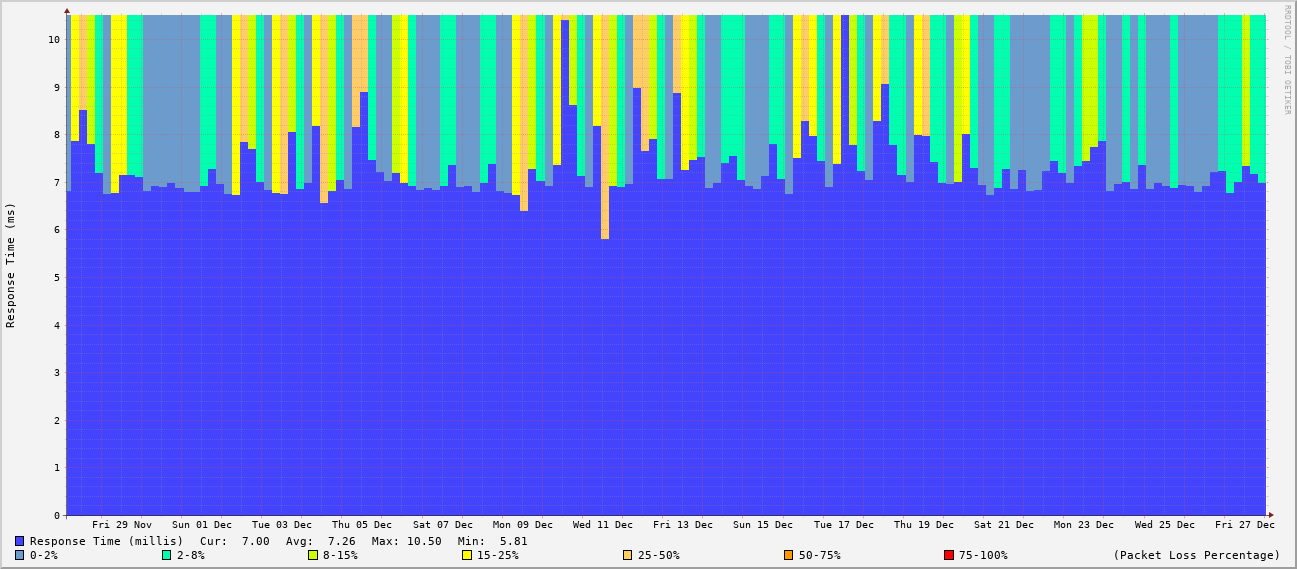 RRDTOOL / TOBI OETIKER
Response Time (ms)
10
9
8
7
6
5
4
3
2
1
0
Fri 29 Nov Sun 01 Dec Tue 03 Dec Thu 05 Dec Sat 07 Dec Mon 09 Dec Wed 11 Dec Fri 13 Dec Sun 15 Dec Tue 17 Dec Thu 19 Dec Sat 21 Dec Mon 23 Dec Wed 25 Dec Fri 27 Dec
Response Time (millis) Cur: 7.00 Avg: 7.26 Max: 10.50 Min: 5.81
0-2% 2-8% 8-15% 15-25% 25-50% 50-75% 75-100% (Packet Loss Percentage)